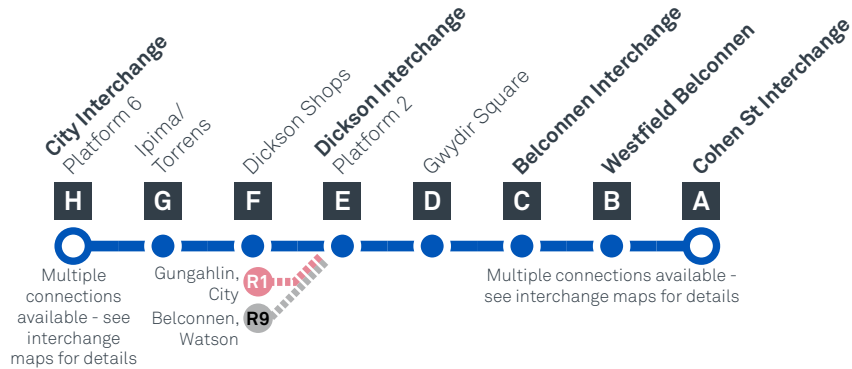 City Interchange
Platform 6
Ipima/
Torrens
Dickson Shops
Dickson Interchange
Platform 2
Gwydir Square
Belconnen Interchange
Westfield Belconnen
Cohen St Interchange
H
G
F
E
D
C
B
A
Multiple
connections
available - see
interchange
maps for details
Gungahlin,
City
R1
Belconnen,
Watson
R9
Multiple connections available -
see interchange maps for details